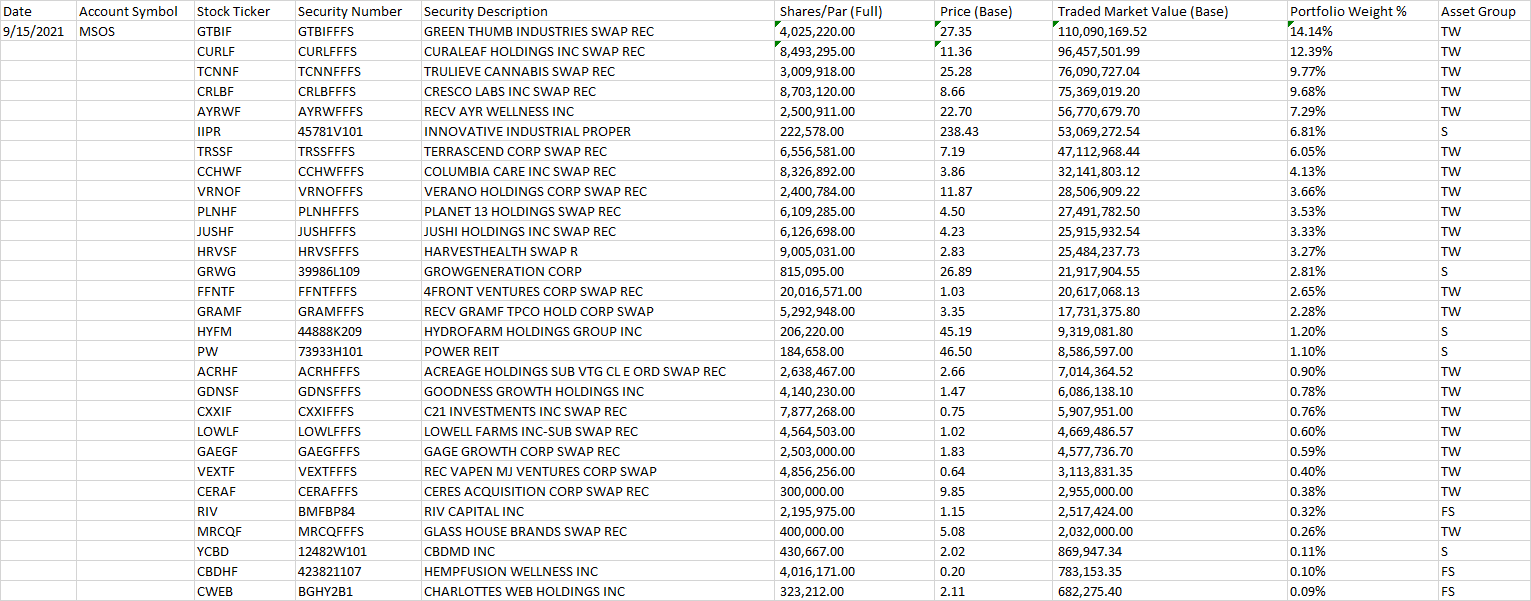 Date Account Symbol Stock Ticker Security Number Security Description Shares/Par (Full) Price (Base) Traded Market Value (Base) Portfolio Weight % Asset Group
9/15/2021 MSOS GTBIF GTBIFFFS GREEN THUMB INDUSTRIES SWAP REC 4,025,220.00 27.35 110,090,169.52 14.14% TW
CURLF CURLFFFS CURALEAF HOLDINGS INC SWAP REC 8,493,295.00 11.36 96,457,501.99 12.39% TW
TCNNF TCNNFFFS TRULIEVE CANNABIS SWAP REC 3,009,918.00 25.28 76,090,727.04 9.77% TW
CRLBF CRLBFFFS CRESCO LABS INC SWAP REC 8,703,120.00 8.66 75,369,019.20 9.68% TW
AYRWF AYRWFFFS RECV AYR WELLNESS INC 2,500,911.00 22.70 56,770,679.70 7.29% TW
IIPR 45781V101 INNOVATIVE INDUSTRIAL PROPER 222,578.00 238.43 53,069,272.54 6.81% S
TRSSF TRSSFFFS TERRASCEND CORP SWAP REC 6,556,581.00 7.19 47,112,968.44 6.05% TW
CCHWF CCHWFFFS COLUMBIA CARE INC SWAP REC 8,326,892.00 3.86 32,141,803.12 4.13% TW
VRNOF VRNOFFFS VERANO HOLDINGS CORP SWAP REC 2,400,784.00 11.87 28,506,909.22 3.66% TW
PLNHF PLNHFFFS PLANET 13 HOLDINGS SWAP REC 6,109,285.00 4.50 27,491,782.50 3.53% TW
JUSHF JUSHFFFS JUSHI HOLDINGS INC SWAP REC 6,126,698.00 4.23 25,915,932.54 3.33% TW
HRVSF HRVSFFFS HARVESTHEALTH SWAP R 9,005,031.00 2.83 25,484,237.73 3.27% TW
GRWG 39986L109 GROWGENERATION CORP 815,095.00 26.89 21,917,904.55 2.81% S
FFNTF FFNTFFFS 4FRONT VENTURES CORP SWAP REC 20,016,571.00 1.03 20,617,068.13 2.65% TW
GRAMF GRAMFFFS RECV GRAMF TPCO HOLD CORP SWAP 5,292,948.00 3.35 17,731,375.80 2.28% TW
HYFM 44888K209 HYDROFARM HOLDINGS GROUP INC 206,220.00 45.19 9,319,081.80 1.20% S
PW 73933H101 POWER REIT 184,658.00 46.50 8,586,597.00 1.10% S
ACRHF ACRHFFFS ACREAGE HOLDINGS SUB VTG CL E ORD SWAP REC 2,638,467.00 2.66 7,014,364.52 0.90% TW
GDNSF GDNSFFFS GOODNESS GROWTH HOLDINGS INC 4,140,230.00 1.47 6,086,138.10 0.78% TW
CXXIF CXXIFFFS C21 INVESTMENTS INC SWAP REC 7,877,268.00 0.75 5,907,951.00 0.76% TW
LOWLF LOWLFFFS LOWELL FARMS INC-SUB SWAP REC 4,564,503.00 1.02 4,669,486.57 0.60% TW
GAEGF GAEGFFFS GAGE GROWTH CORP SWAP REC 2,503,000.00 1.83 4,577,736.70 0.59% TW
VEXTF VEXTFFFS REC VAPEN MJ VENTURES CORP SWAP 4,856,256.00 0.64 3,113,831.35 0.40% TW
CERAF CERAFFFS CERES ACQUISITION CORP SWAP REC 300,000.00 9.85 2,955,000.00 0.38% TW
RIV BMFBP84 RIV CAPITAL INC 2,195,975.00 1.15 2,517,424.00 0.32% FS
MRCQF MRCQFFFS GLASS HOUSE BRANDS SWAP REC 400,000.00 5.08 2,032,000.00 0.26% TW
YCBD 12482W101 CBDMD INC 430,667.00 2.02 869,947.34 0.11% S
CBDHF 423821107 HEMPFUSION WELLNESS INC 4,016,171.00 0.20 783,153.35 0.10% FS
CWEB BGHY2B1 CHARLOTTES WEB HOLDINGS INC 323,212.00 2.11 682,275.40 0.09% FS